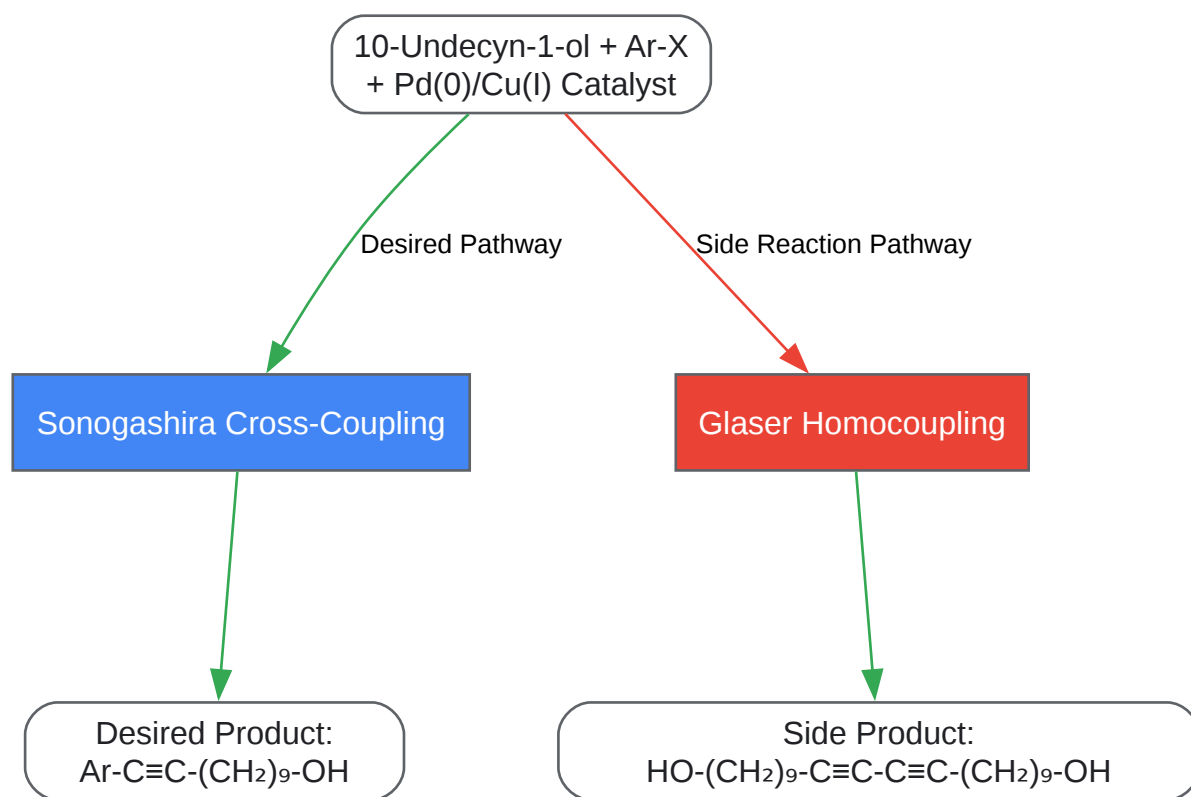 10-Undecyn-1-ol + Ar-X
+ Pd(0)/Cu(I) Catalyst
Desired Pathway
Side Reaction Pathway
Sonogashira Cross-Coupling
Glaser Homocoupling
Desired Product:
Ar-C≡C-(CH₂)₉-OH
Side Product:
HO-(CH₂)₉-C≡C-C≡C-(CH₂)₉-OH